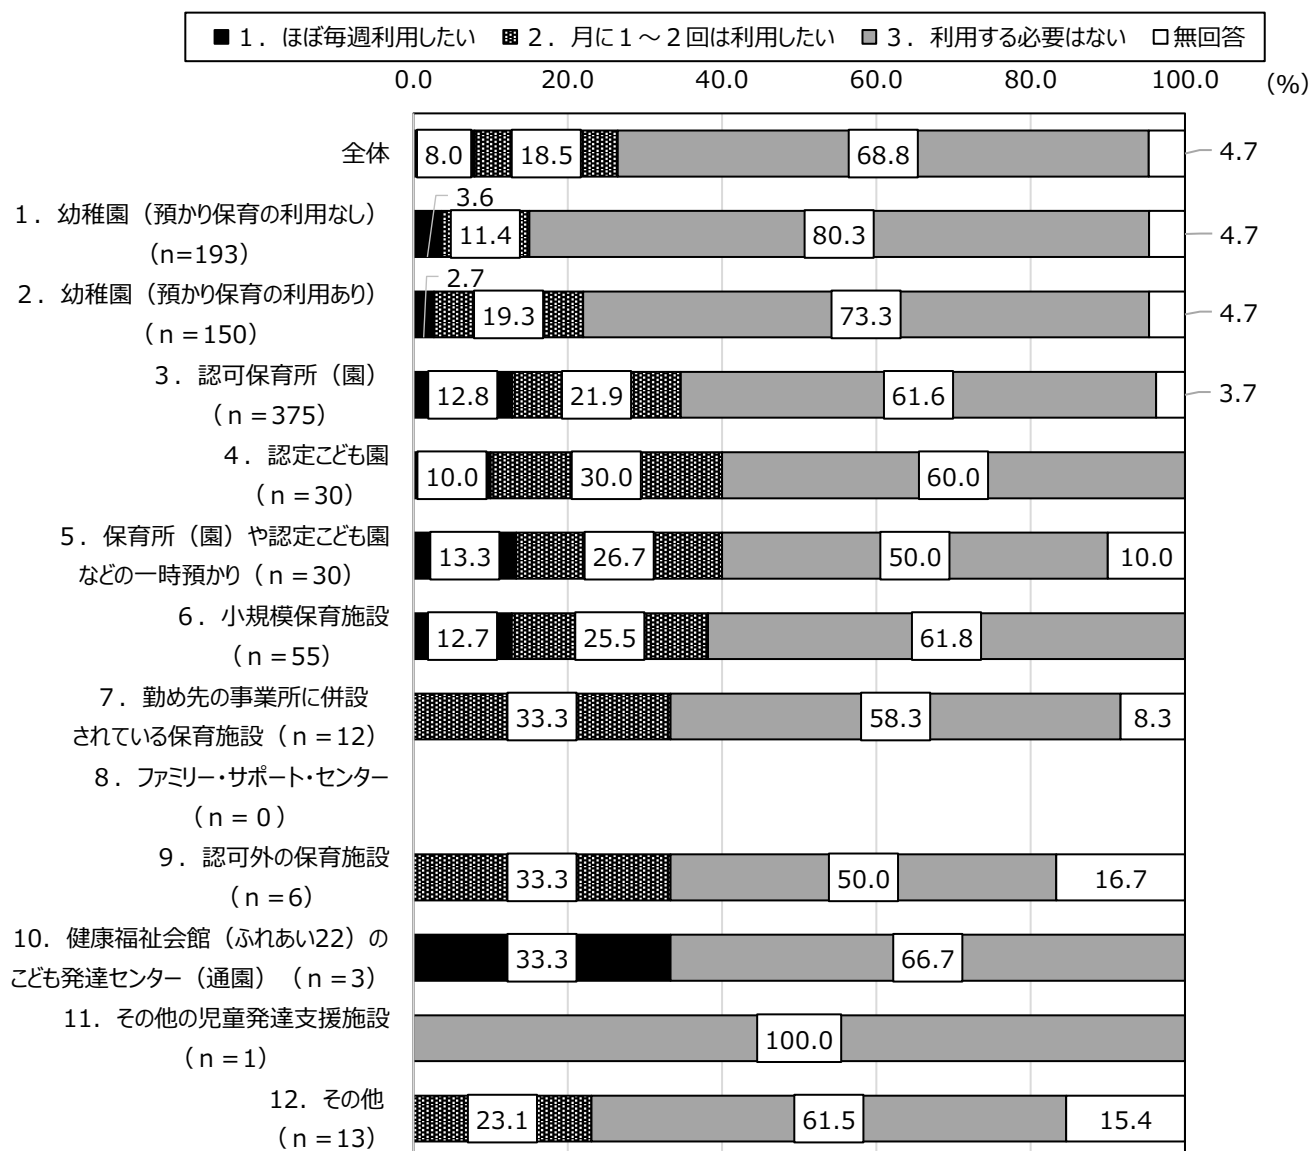 ■１．ほぼ毎週利用したい ▩２．月に１～２回は利用したい ■３．利用する必要はない □無回答
0.0 20.0 40.0 60.0 80.0 100.0 (%)
全体 8.0 18.5 68.8 4.7
1．幼稚園（預かり保育の利用なし）
（n=193） 3.6 11.4 80.3 4.7
2．幼稚園（預かり保育の利用あり）
（ｎ＝150） 2.7 19.3 73.3 4.7
3．認可保育所（園）
（ｎ＝375） 12.8 21.9 61.6 3.7
4．認定こども園
（ｎ＝30） 10.0 30.0 60.0
5．保育所（園）や認定こども園
などの一時預かり（ｎ＝30） 13.3 26.7 50.0 10.0
6．小規模保育施設
（ｎ＝55） 12.7 25.5 61.8
7．勤め先の事業所に併設
されている保育施設（ｎ＝12） 33.3 58.3 8.3
8．ファミリー・サポート・センター
（ｎ＝０）
9．認可外の保育施設
（ｎ＝6） 33.3 50.0 16.7
10．健康福祉会館（ふれあい22）の
こども発達センター（通園）（ｎ＝3） 33.3 66.7
11．その他の児童発達支援施設
（ｎ＝1） 100.0
12．その他
（ｎ＝13） 23.1 61.5 15.4